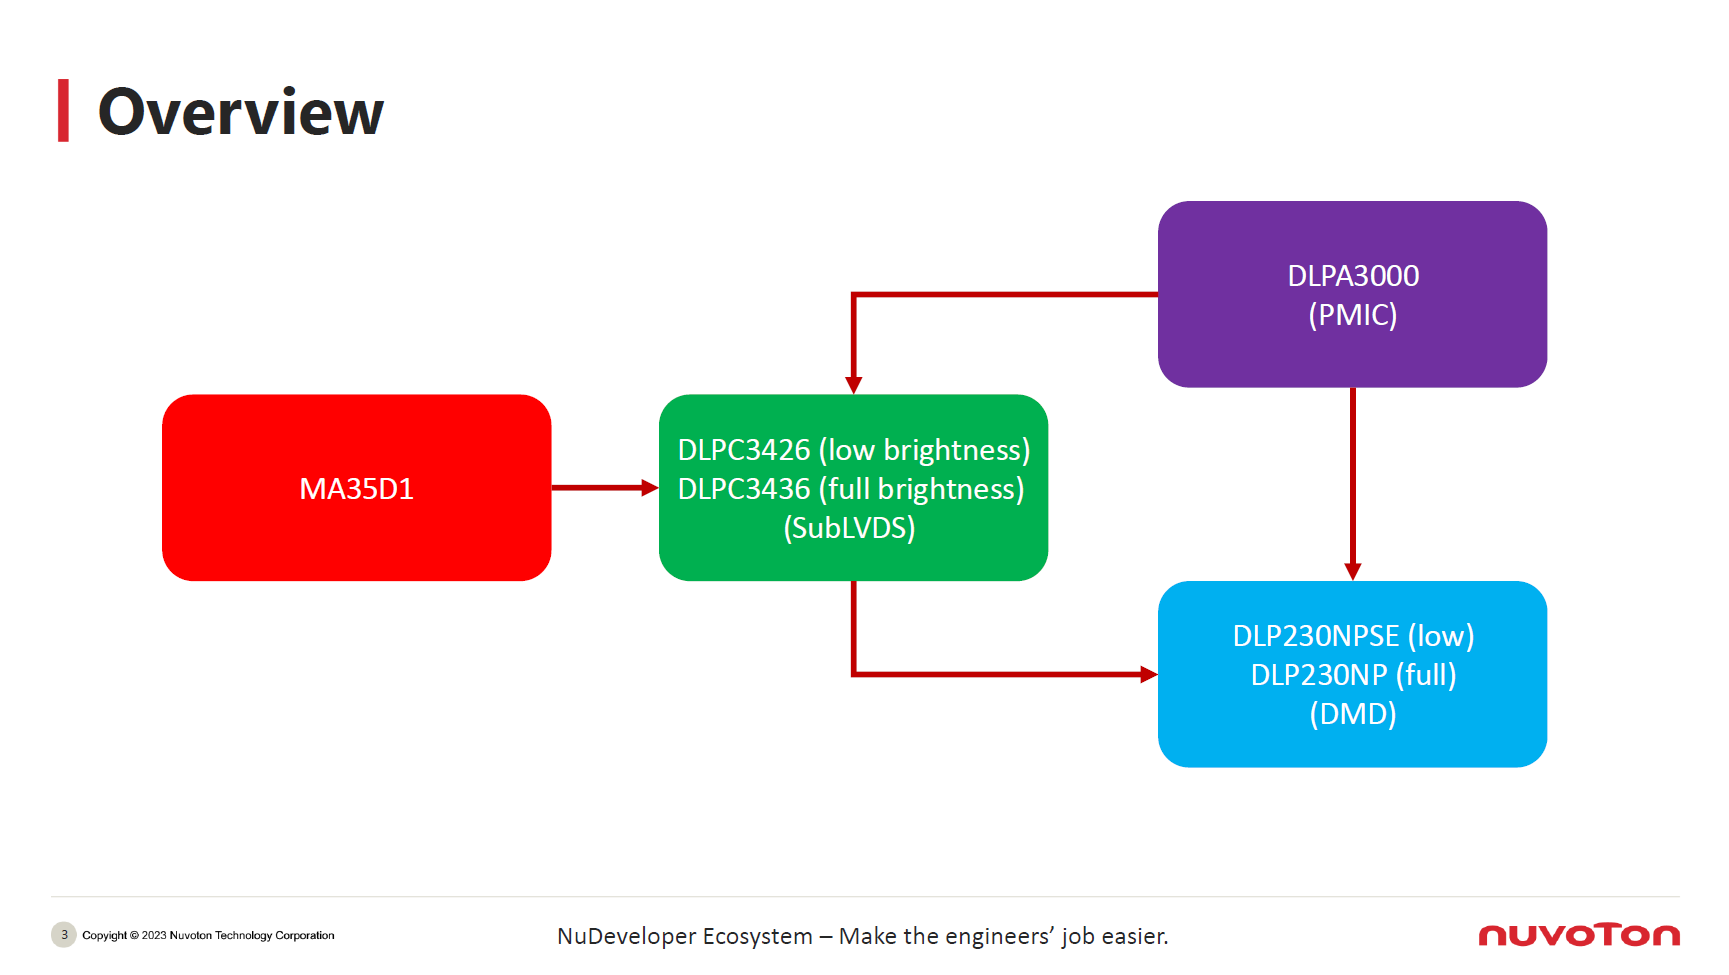 Overview
DLPA3000
(PMIC)
MA35D1
DLPC3426 (low brightness)
DLPC3436 (full brightness)
(SubLVDS)
DLP230NPSE (low)
DLP230NP (full)
(DMD)
3
Copyight © 2023 Nuvoton Technology Corporation
NuDeveloper Ecosystem – Make the engineers’ job easier.
nuvoTon